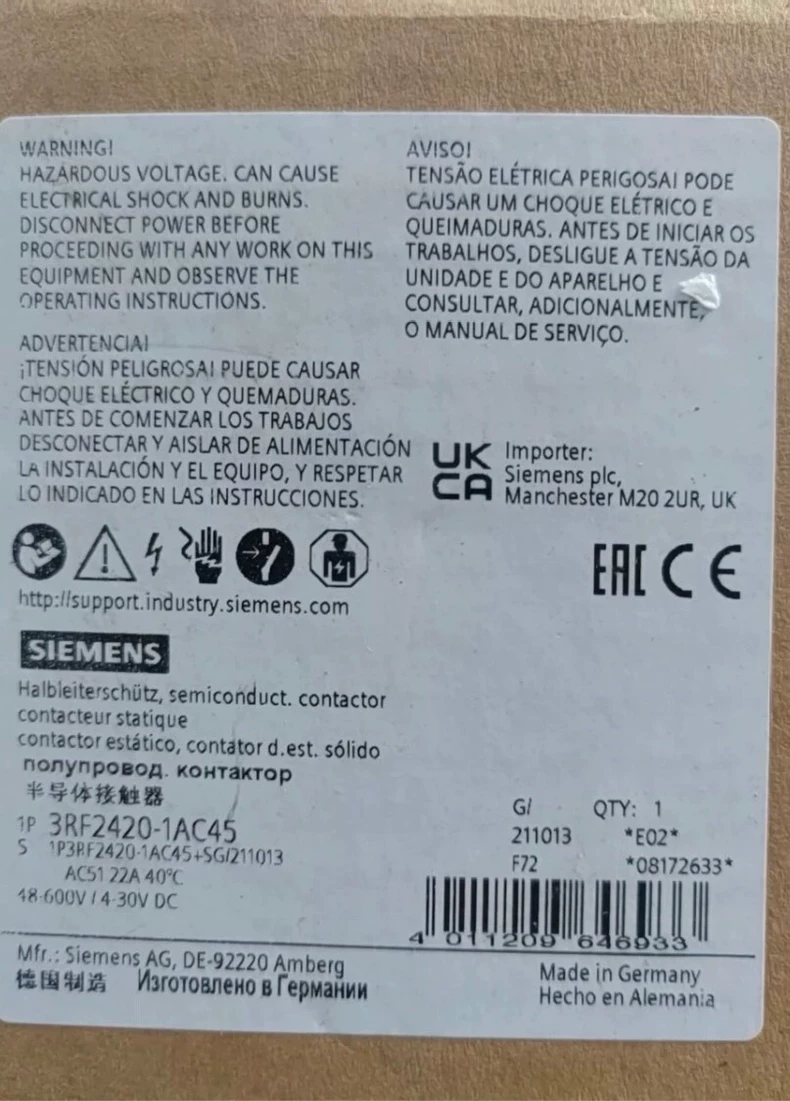 WARNING!
HAZARDOUS VOLTAGE. CAN CAUSE
ELECTRICAL SHOCK AND BURNS.
DISCONNECT POWER BEFORE
PROCEEDING WITH ANY WORK ON THIS
EQUIPMENT AND OBSERVE THE
OPERATING INSTRUCTIONS.
ADVERTENCIA!
¡TENSIÓN PELIGROSA! PUEDE CAUSAR
CHOQUE ELÉCTRICO Y QUEMADURAS.
ANTES DE COMENZAR LOS TRABAJOS
DESCONECTAR Y AISLAR DE ALIMENTACIÓN
LA INSTALACIÓN Y EL EQUIPO, Y RESPETAR
LO INDICADO EN LAS INSTRUCCIONES.
AVISO!
TENSÃO ELÉTRICA PERIGOSA! PODE
CAUSAR UM CHOQUE ELÉTRICO E
QUEIMADURAS. ANTES DE INICIAR OS
TRABALHOS, DESLIGUE A TENSÃO DA
UNIDADE E DO APARELHO E
CONSULTAR, ADICIONALMENTE,
O MANUAL DE SERVIÇO.
UK
CA
Importer:
Siemens plc,
Manchester M20 2UR, UK
EAC CE
http://support.industry.siemens.com
SIEMENS
Halbleiterschütz, semiconduct. contactor
contacteur statique
contactor estático, contator d.est. sólido
полупровод. контактор
半导体接触器
1P 3RF2420-1AC45
S 1P3RF2420-1AC45+SG/211013
AC51 22A 40°C
48-600V / 4-30V DC
G/ QTY: 1
211013 *E02*
F72 *08172633*
4 011209 646933
Mfr.: Siemens AG, DE-92220 Amberg
德国制造 Изготовлено в Германии
Made in Germany
Hecho en Alemania